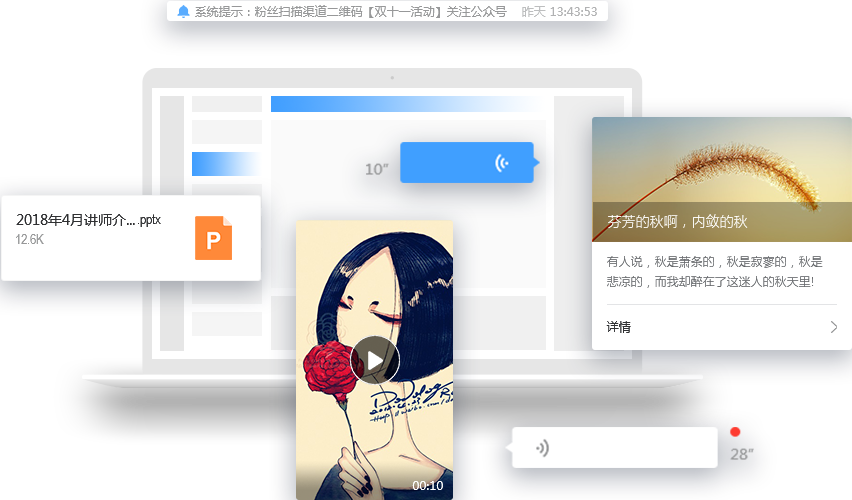 系统提示：粉丝扫描渠道二维码【双十一活动】关注公众号 昨天 13:43:53
10"
2018年4月讲师介... .pptx
12.6K
P
芬芳的秋啊，内敛的秋
有人说，秋是萧条的，秋是寂寥的，秋是
悲凉的，而我却醉在了这迷人的秋天里!
详情
00:10
28"